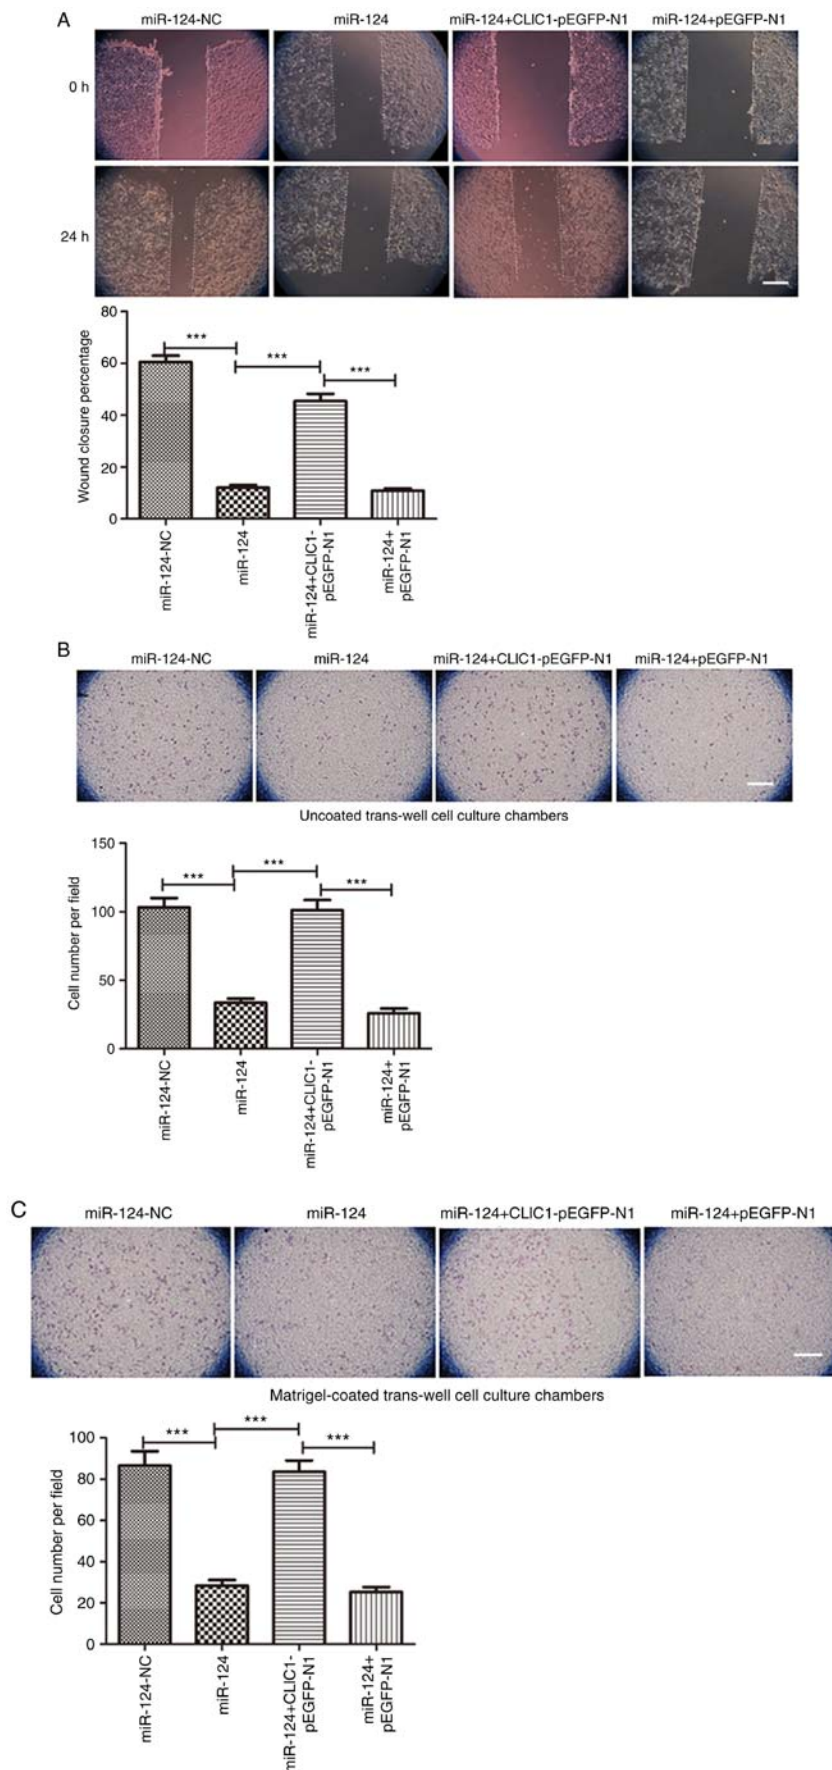 A
miR-124-NC
miR-124
miR-124+CLIC1-pEGFP-N1
miR-124+pEGFP-N1
0 h
24 h
Wound closure percentage
80
60
40
20
0
***
***
***
miR-124-NC
miR-124
miR-124+CLIC1-
pEGFP-N1
miR-124+
pEGFP-N1
B
miR-124-NC
miR-124
miR-124+CLIC1-pEGFP-N1
miR-124+pEGFP-N1
Uncoated trans-well cell culture chambers
Cell number per field
150
100
50
0
***
***
***
miR-124-NC
miR-124
miR-124+CLIC1-
pEGFP-N1
miR-124+
pEGFP-N1
C
miR-124-NC
miR-124
miR-124+CLIC1-pEGFP-N1
miR-124+pEGFP-N1
Matrigel-coated trans-well cell culture chambers
Cell number per field
100
80
60
40
20
0
***
***
***
miR-124-NC
miR-124
miR-124+CLIC1-
pEGFP-N1
miR-124+
pEGFP-N1